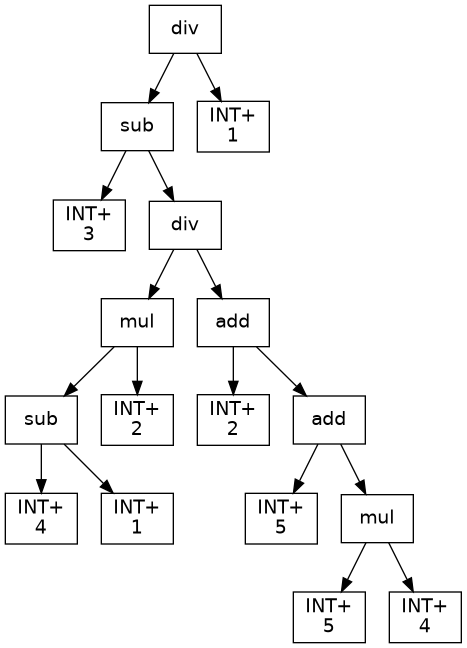 div
sub
INT+
1
INT+
3
div
mul
add
sub
INT+
2
INT+
2
add
INT+
4
INT+
1
INT+
5
mul
INT+
5
INT+
4